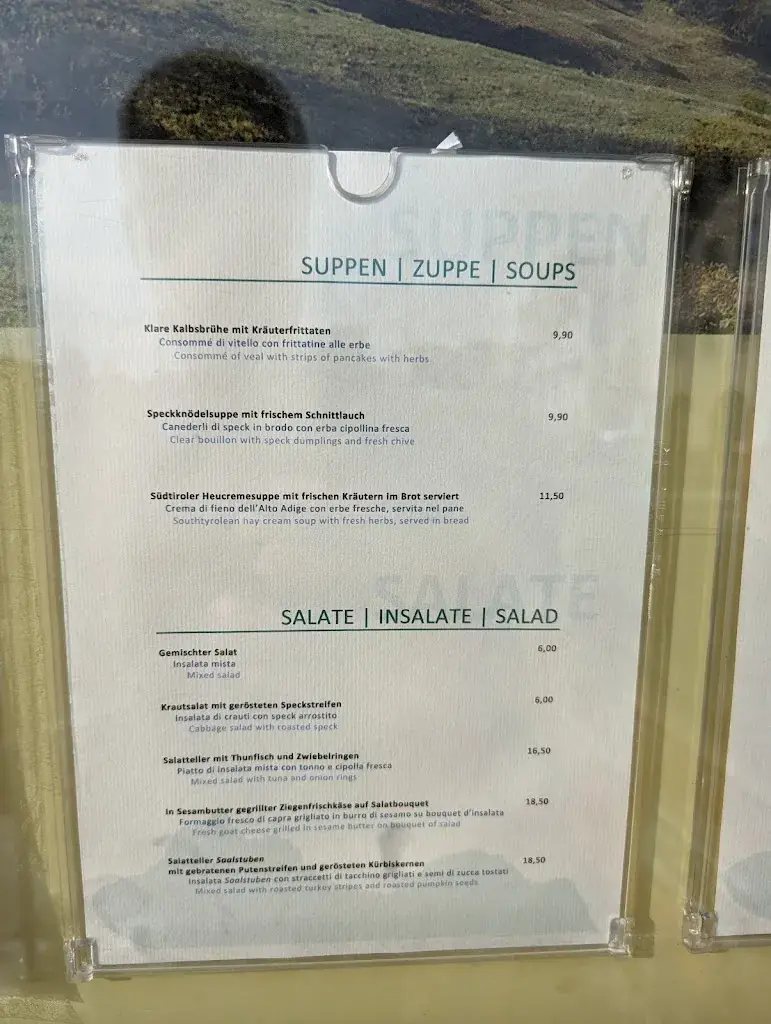 SUPPEN
SUPPEN | ZUPPE | SOUPS
Klare Kalbsbrühe mit Kräuterfrittaten 9,90
Consommé di vitello con frittatine alle erbe
Consommé of veal with strips of pancakes with herbs
Speckknödelsuppe mit frischem Schnittlauch 9,90
Canederli di speck in brodo con erba cipollina fresca
Clear bouillon with speck dumplings and fresh chive
Südtiroler Heucremesuppe mit frischen Kräutern im Brot serviert 11,50
Crema di fieno dell'Alto Adige con erbe fresche, servita nel pane
Southtyrolean hay cream soup with fresh herbs, served in bread
SALATE
SALATE | INSALATE | SALAD
Gemischter Salat 6,00
Insalata mista
Mixed salad
Krautsalat mit gerösteten Speckstreifen 6,00
Insalata di crauti con speck arrostito
Cabbage salad with roasted speck
Salatteller mit Thunfisch und Zwiebelringen 16,50
Piatto di insalata mista con tonno e cipolla fresca
Mixed salad with tuna and onion rings
In Sesambutter gegrillter Ziegenfrischkäse auf Salatbouquet 18,50
Formaggio fresco di capra grigliato in burro di sesamo su bouquet d'insalata
Fresh goat cheese grilled in sesame butter on bouquet of salad
Salatteller Saalstuben
mit gebratenen Putenstreifen und gerösteten Kürbiskernen 18,50
Insalata Saalstuben con straccetti di tacchino grigliati e semi di zucca tostati
Mixed salad with roasted turkey stripes and roasted pumpkin seeds